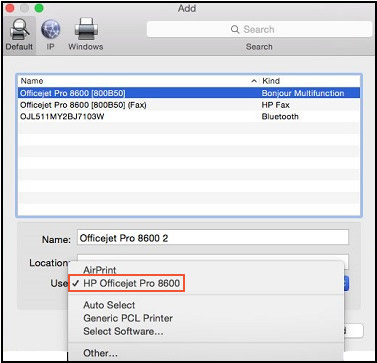 Add
Default
IP
Windows
Search
Search
Name
Kind
Officejet Pro 8600 [800B50]
Bonjour Multifunction
Officejet Pro 8600 [800B50] (Fax)
HP Fax
OJL511MY2BJ7103W
Bluetooth
Name: Officejet Pro 8600 2
Location:
AirPrint
Use
✓ HP Officejet Pro 8600
Auto Select
Generic PCL Printer
Select Software...
Other...